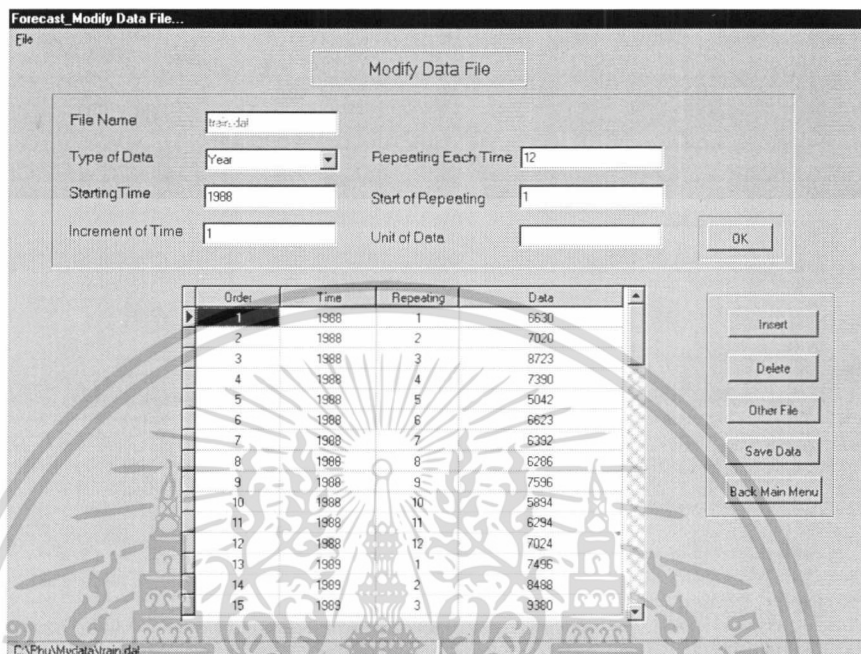 Forecast_Modify Data File...
File
Modify Data File
File Name train.dal
Type of Data Year Repeating Each Time 12
StartingTime 1988 Start of Repeating 1
Increment of Time 1 Unit of Data
OK
Order Time Repeating Data
1 1988 1 6630
2 1988 2 7020
3 1988 3 8723
4 1988 4 7390
5 1988 5 5042
6 1988 6 6623
7 1988 7 6392
8 1988 8 6286
9 1988 9 7596
10 1988 10 5894
11 1988 11 6294
12 1988 12 7024
13 1989 1 7496
14 1989 2 8488
15 1989 3 9380
Insert
Delete
Other File
Save Data
Back Main Menu
C:\Phu\Mydata\train.dal